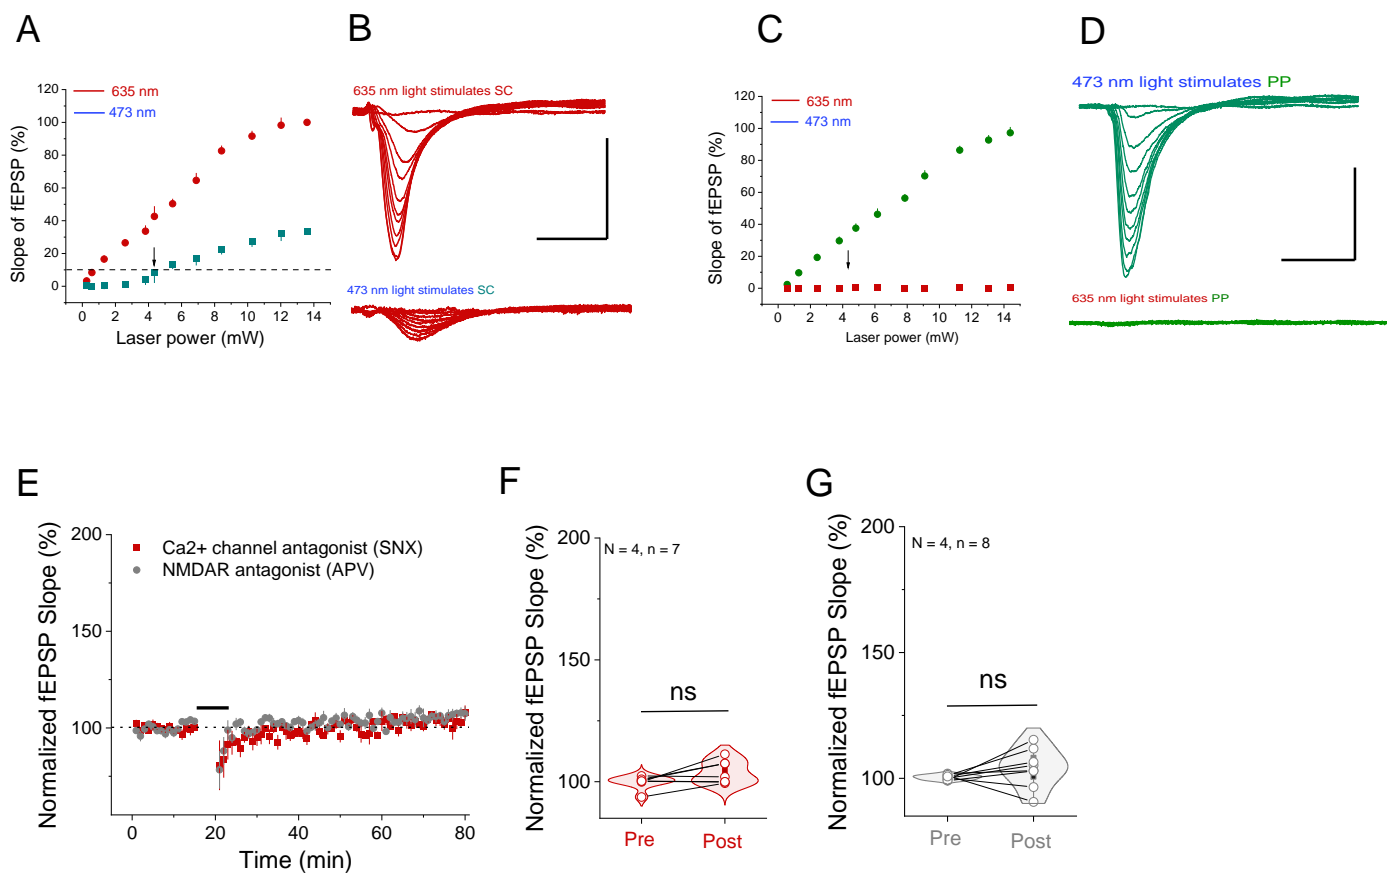 A
635 nm
473 nm
Slope of fEPSP (%)
120
100
80
60
40
20
0
0 2 4 6 8 10 12 14
Laser power (mW)
B
635 nm light stimulates SC
473 nm light stimulates SC
C
635 nm
473 nm
Slope of fEPSP (%)
120
100
80
60
40
20
0
0 2 4 6 8 10 12 14
Laser power (mW)
D
473 nm light stimulates PP
635 nm light stimulates PP
E
Normalized fEPSP Slope (%)
200
150
100
Ca2+ channel antagonist (SNX)
NMDAR antagonist (APV)
0 20 40 60 80
Time (min)
F
Normalized fEPSP Slope (%)
200
150
100
N = 4, n = 7
ns
Pre Post
G
Normalized fEPSP Slope (%)
200
150
100
N = 4, n = 8
ns
Pre Post